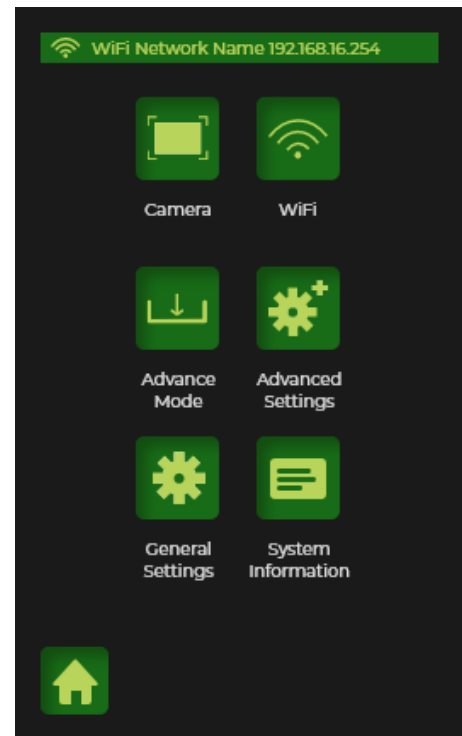 WiFi Network Name 192.168.16.254
Camera
WiFi
Advance
Mode
Advanced
Settings
General
Settings
System
Information